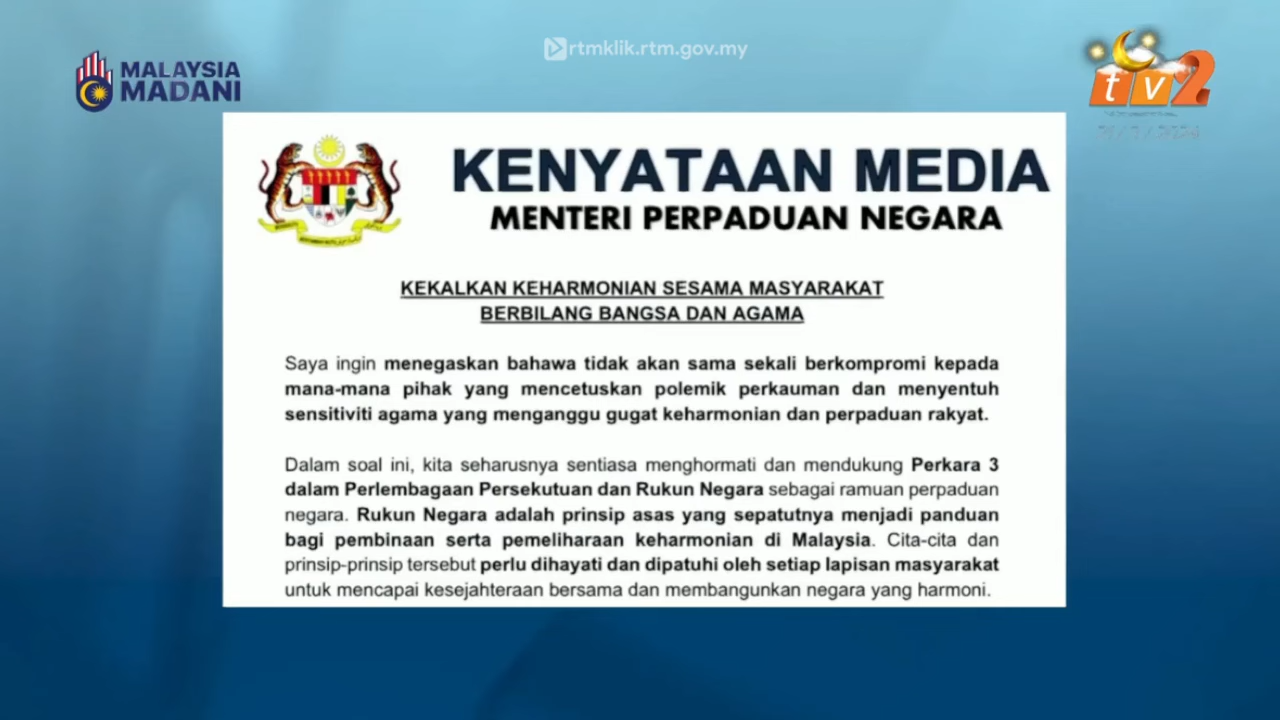 rtmklik.rtm.gov.my
MALAYSIA
MADANI
tv2
KENYATAAN MEDIA
MENTERI PERPADUAN NEGARA
KEKALKAN KEHARMONIAN SESAMA MASYARAKAT
BERBILANG BANGSA DAN AGAMA
Saya ingin menegaskan bahawa tidak akan sama sekali berkompromi kepada
mana-mana pihak yang mencetuskan polemik perkauman dan menyentuh
sensitiviti agama yang menganggu gugat keharmonian dan perpaduan rakyat.
Dalam soal ini, kita seharusnya sentiasa menghormati dan mendukung Perkara 3
dalam Perlembagaan Persekutuan dan Rukun Negara sebagai ramuan perpaduan
negara. Rukun Negara adalah prinsip asas yang sepatutnya menjadi panduan
bagi pembinaan serta pemeliharaan keharmonian di Malaysia. Cita-cita dan
prinsip-prinsip tersebut perlu dihayati dan dipatuhi oleh setiap lapisan masyarakat
untuk mencapai kesejahteraan bersama dan membangunkan negara yang harmoni.